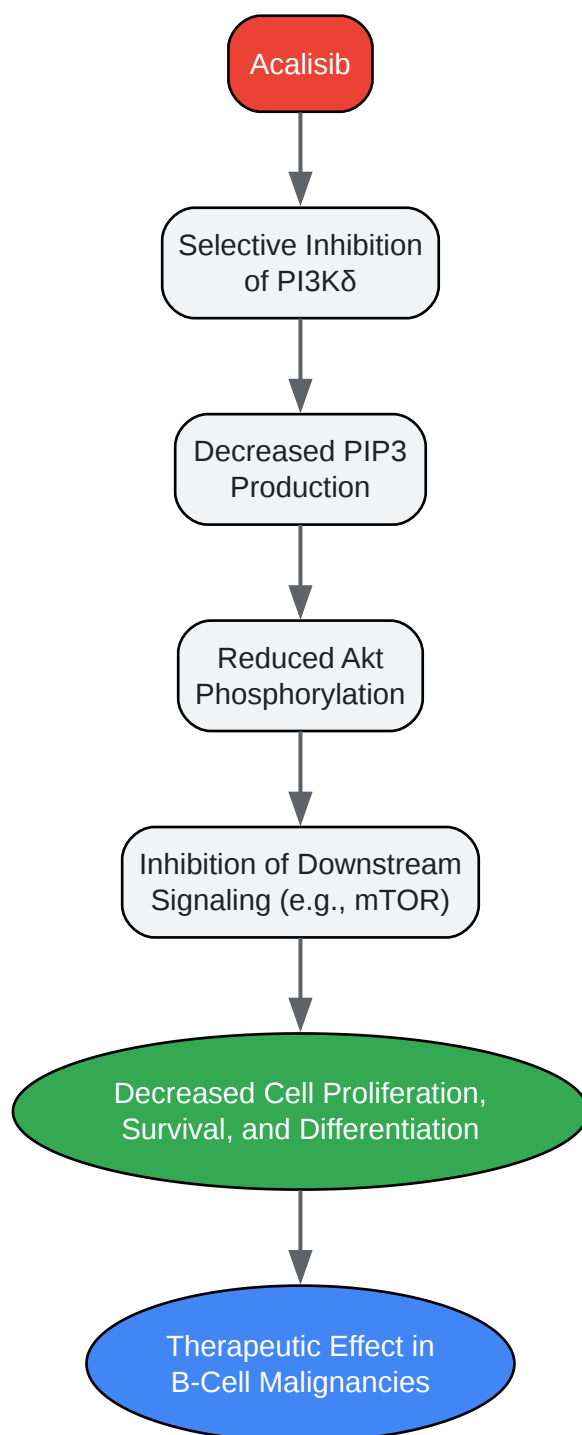 Acalisib
Selective Inhibition
of PI3Kδ
Decreased PIP3
Production
Reduced Akt
Phosphorylation
Inhibition of Downstream
Signaling (e.g., mTOR)
Decreased Cell Proliferation,
Survival, and Differentiation
Therapeutic Effect in
B-Cell Malignancies